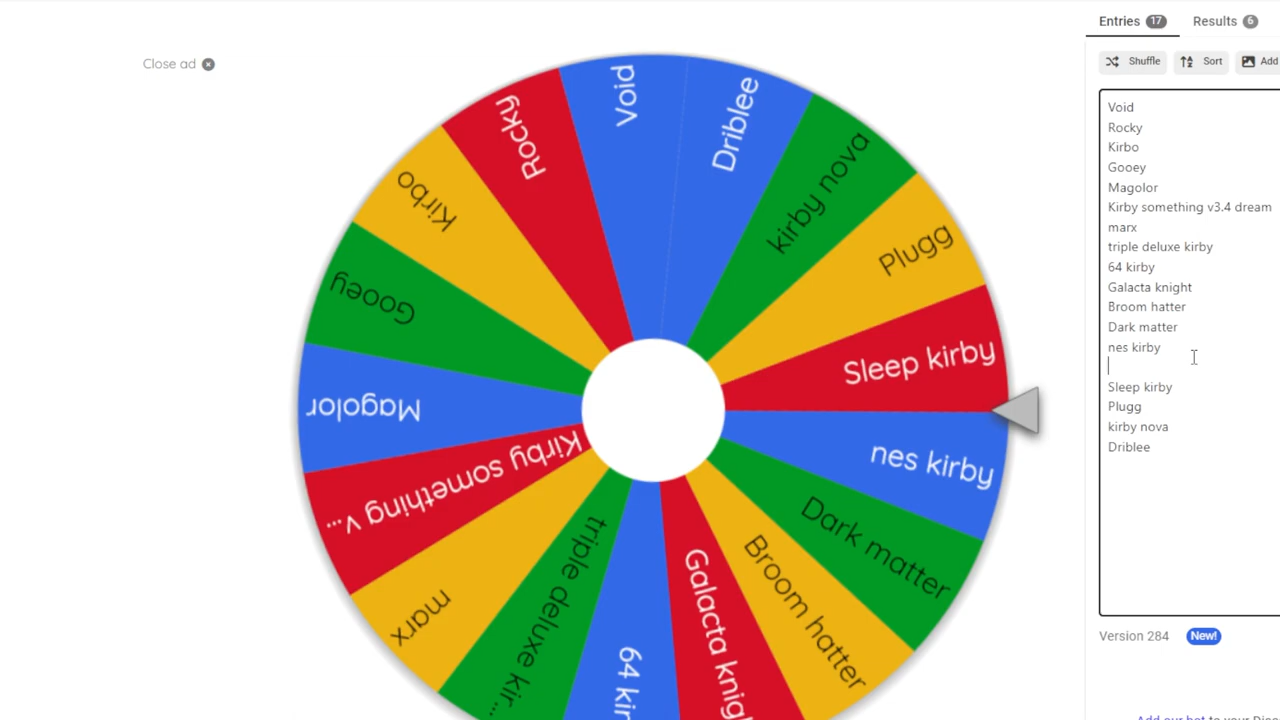 Entries 17 Results 6
Close ad
Shuffle Sort Add
Void
Rocky
Kirbo
Gooey
Magolor
Kirby something v3.4 dream
marx
triple deluxe kirby
64 kirby
Galacta knight
Broom hatter
Dark matter
nes kirby
Sleep kirby
Plugg
kirby nova
Driblee
Version 284 New!
Void
Driblee
kirby nova
Plugg
Sleep kirby
nes kirby
Dark matter
Broom hatter
Galacta knig
64 kir
triple deluxe kir...
marx
Kirby something v...
Magolor
Gooey
Kirbo
Rocky